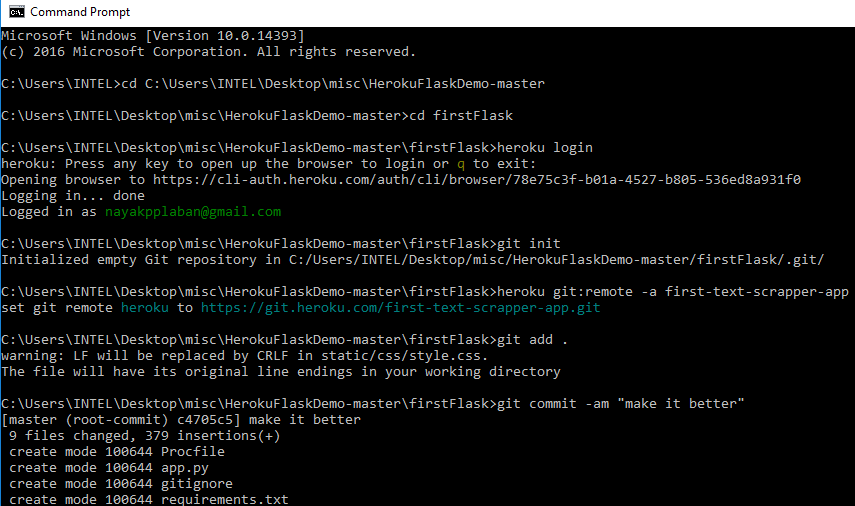 Command Prompt
Microsoft Windows [Version 10.0.14393]
(c) 2016 Microsoft Corporation. All rights reserved.
C:\Users\INTEL>cd C:\Users\INTEL\Desktop\misc\HerokuFlaskDemo-master
C:\Users\INTEL\Desktop\misc\HerokuFlaskDemo-master>cd firstFlask
C:\Users\INTEL\Desktop\misc\HerokuFlaskDemo-master\firstFlask>heroku login
heroku: Press any key to open up the browser to login or q to exit:
Opening browser to https://cli-auth.heroku.com/auth/cli/browser/78e75c3f-b01a-4527-b805-536ed8a931f0
Logging in... done
Logged in as nayakpplaban@gmail.com
C:\Users\INTEL\Desktop\misc\HerokuFlaskDemo-master\firstFlask>git init
Initialized empty Git repository in C:/Users/INTEL/Desktop/misc/HerokuFlaskDemo-master/firstFlask/.git/
C:\Users\INTEL\Desktop\misc\HerokuFlaskDemo-master\firstFlask>heroku git:remote -a first-text-scrapper-app
set git remote heroku to https://git.heroku.com/first-text-scrapper-app.git
C:\Users\INTEL\Desktop\misc\HerokuFlaskDemo-master\firstFlask>git add .
warning: LF will be replaced by CRLF in static/css/style.css.
The file will have its original line endings in your working directory
C:\Users\INTEL\Desktop\misc\HerokuFlaskDemo-master\firstFlask>git commit -am "make it better"
[master (root-commit) c4705c5] make it better
9 files changed, 379 insertions(+)
create mode 100644 Procfile
create mode 100644 app.py
create mode 100644 gitignore
create mode 100644 requirements.txt